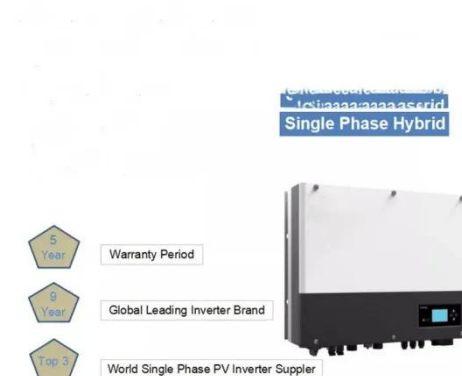 Single Phase Hybrid
5
Year
Warranty Period
9
Year
Global Leading Inverter Brand
Top 3
World Single Phase PV Inverter Suppler